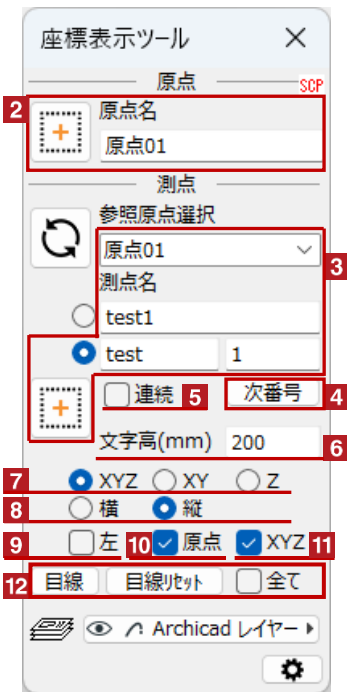 座標表示ツール
原点
SCP
2
原点名
原点01
測点
参照原点選択
原点01
3
測点名
test1
test 1
連続 5 次番号 4
文字高(mm) 200 6
7 XYZ XY Z
8 横 縦
9 左 10 原点 XYZ 11
12 目線 目線リセット 全て
Archicad レイヤー